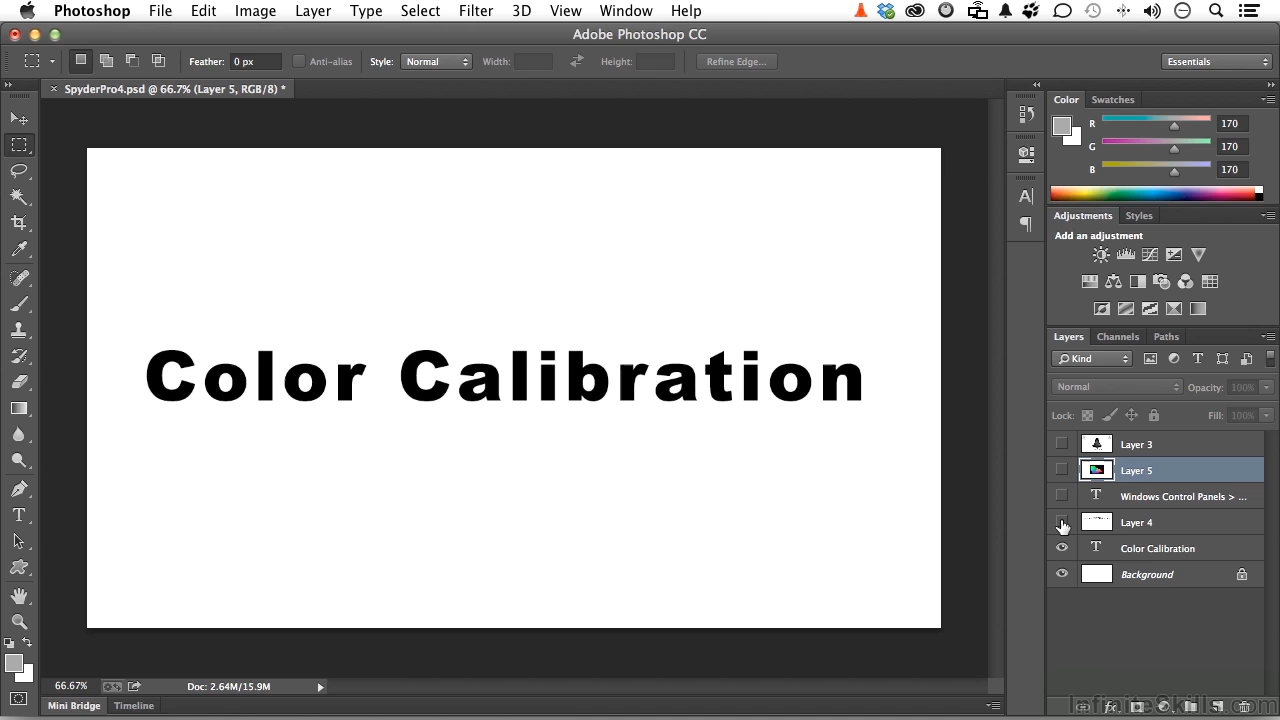 Photoshop File Edit Image Layer Type Select Filter 3D View Window Help
Adobe Photoshop CC
Feather: 0 px Anti-alias Style: Normal Width: Height: Refine Edge... Essentials
× SpyderPro4.psd @ 66.7% (Layer 5, RGB/8) *
Color Swatches
R 170
G 170
B 170
Adjustments Styles
Add an adjustment
Layers Channels Paths
Kind
Normal Opacity: 100%
Lock: Fill: 100%
Layer 3
Layer 5
T Windows Control Panels > ...
Layer 4
T Color Calibration
Background
Color Calibration
66.67% Doc: 2.64M/15.9M
Mini Bridge Timeline
InfiniteSkills.com